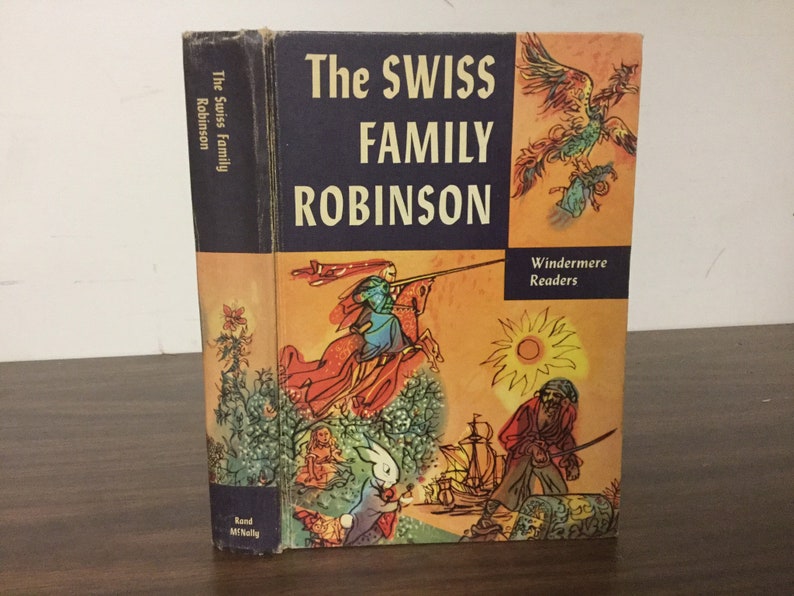 The Swiss Family
Robinson
Rand
McNally
The SWISS
FAMILY
ROBINSON
Windermere
Readers